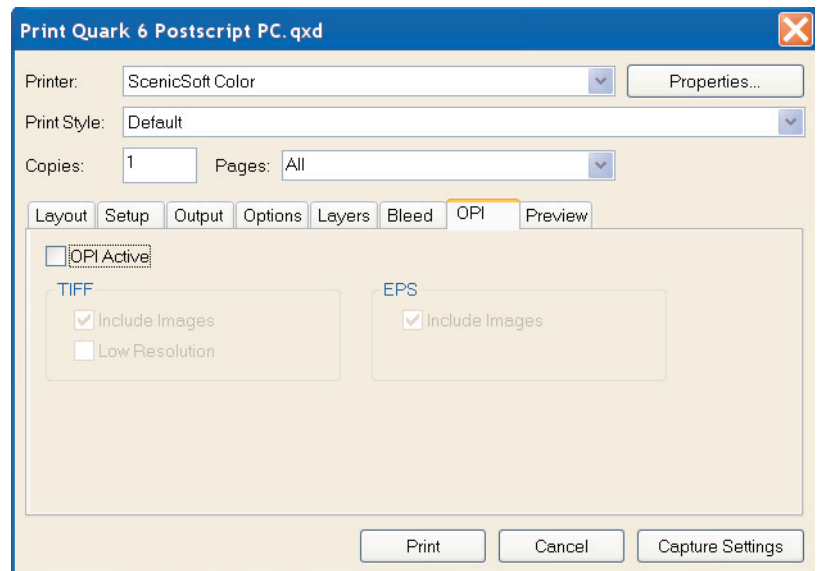 Print Quark 6 Postscript PC.qxd
Printer: ScenicSoft Color Properties...
Print Style: Default
Copies: 1 Pages: All
Layout Setup Output Options Layers Bleed OPI Preview
OPI Active
TIFF EPS
Include Images Include Images
Low Resolution
Print Cancel Capture Settings